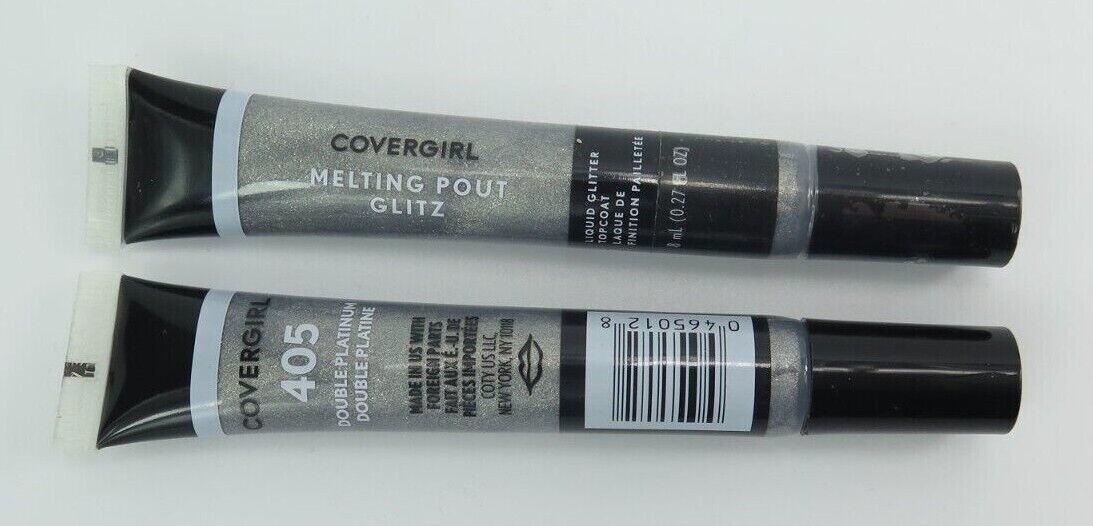 COVERGIRL
MELTING POUT
GLITZ
LIQUID GLITTER
TOPCOAT
LAQUE DE
FINITION PAILLETÉE
8 mL (0.27 FL OZ)
COVERGIRL
405
DOUBLE-PLATINUM
DOUBLE PLATINE
MADE IN US WITH
FOREIGN PARTS
FAIT AUX É.-U. DE
PIÈCES IMPORTÉES
COTY US LLC
NEW YORK, NY 10118
0 465012 8